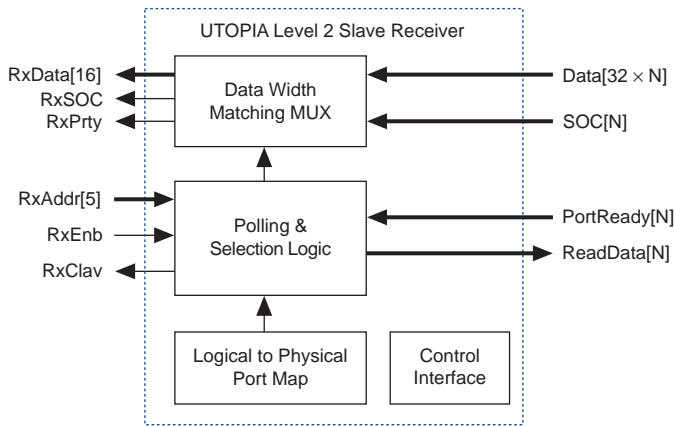 UTOPIA Level 2 Slave Receiver
RxData[16]
RxSOC
RxPrty
Data Width
Matching MUX
Data[32 × N]
SOC[N]
RxAddr[5]
RxEnb
RxClav
Polling &
Selection Logic
PortReady[N]
ReadData[N]
Logical to Physical
Port Map
Control
Interface